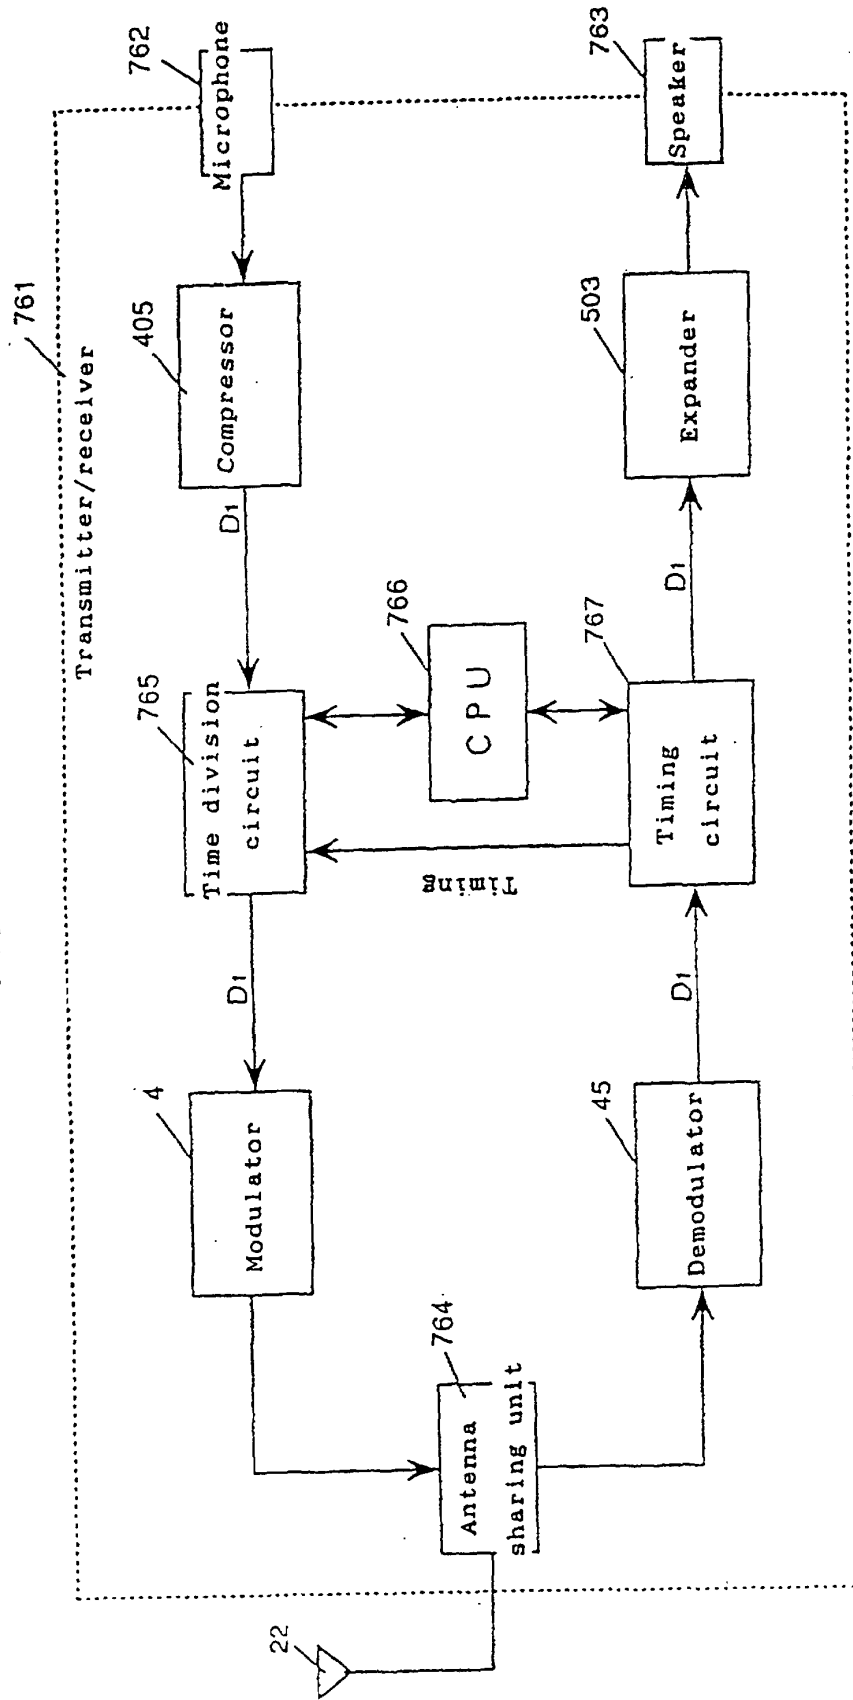 761
Transmitter/receiver
22
764
Antenna
sharing unit
4
Modulator
D1
765
Time division
circuit
D1
405
Compressor
762
Microphone
Timing
766
CPU
45
Demodulator
D1
767
Timing
circuit
D1
503
Expander
763
Speaker